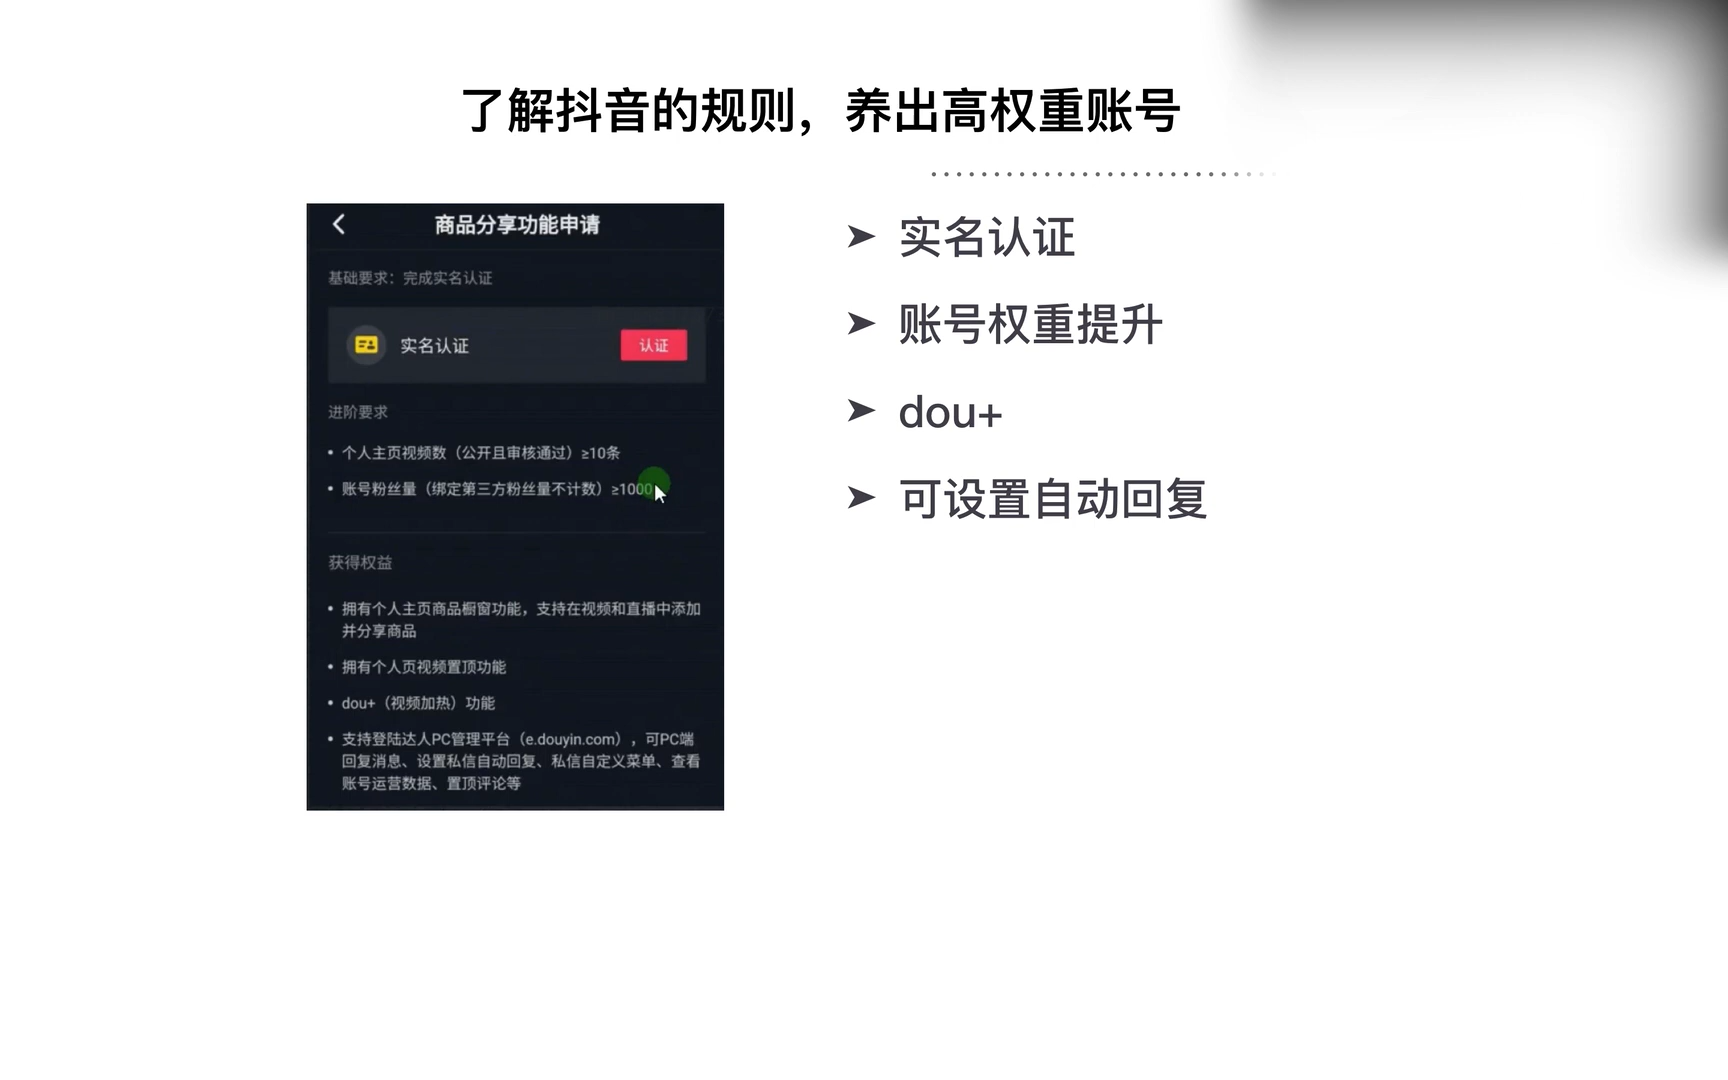 了解抖音的规则，养出高权重账号
商品分享功能申请
基础要求：完成实名认证
实名认证
认证
进阶要求
• 个人主页视频数（公开且审核通过）≥10条
• 账号粉丝量（绑定第三方粉丝量不计数）≥1000
获得权益
• 拥有个人主页商品橱窗功能，支持在视频和直播中添加
并分享商品
• 拥有个人页视频置顶功能
• dou+（视频加热）功能
• 支持登陆达人PC管理平台（e.douyin.com），可PC端
回复消息、设置私信自动回复、私信自定义菜单、查看
账号运营数据、置顶评论等
➤ 实名认证
➤ 账号权重提升
➤ dou+
➤ 可设置自动回复